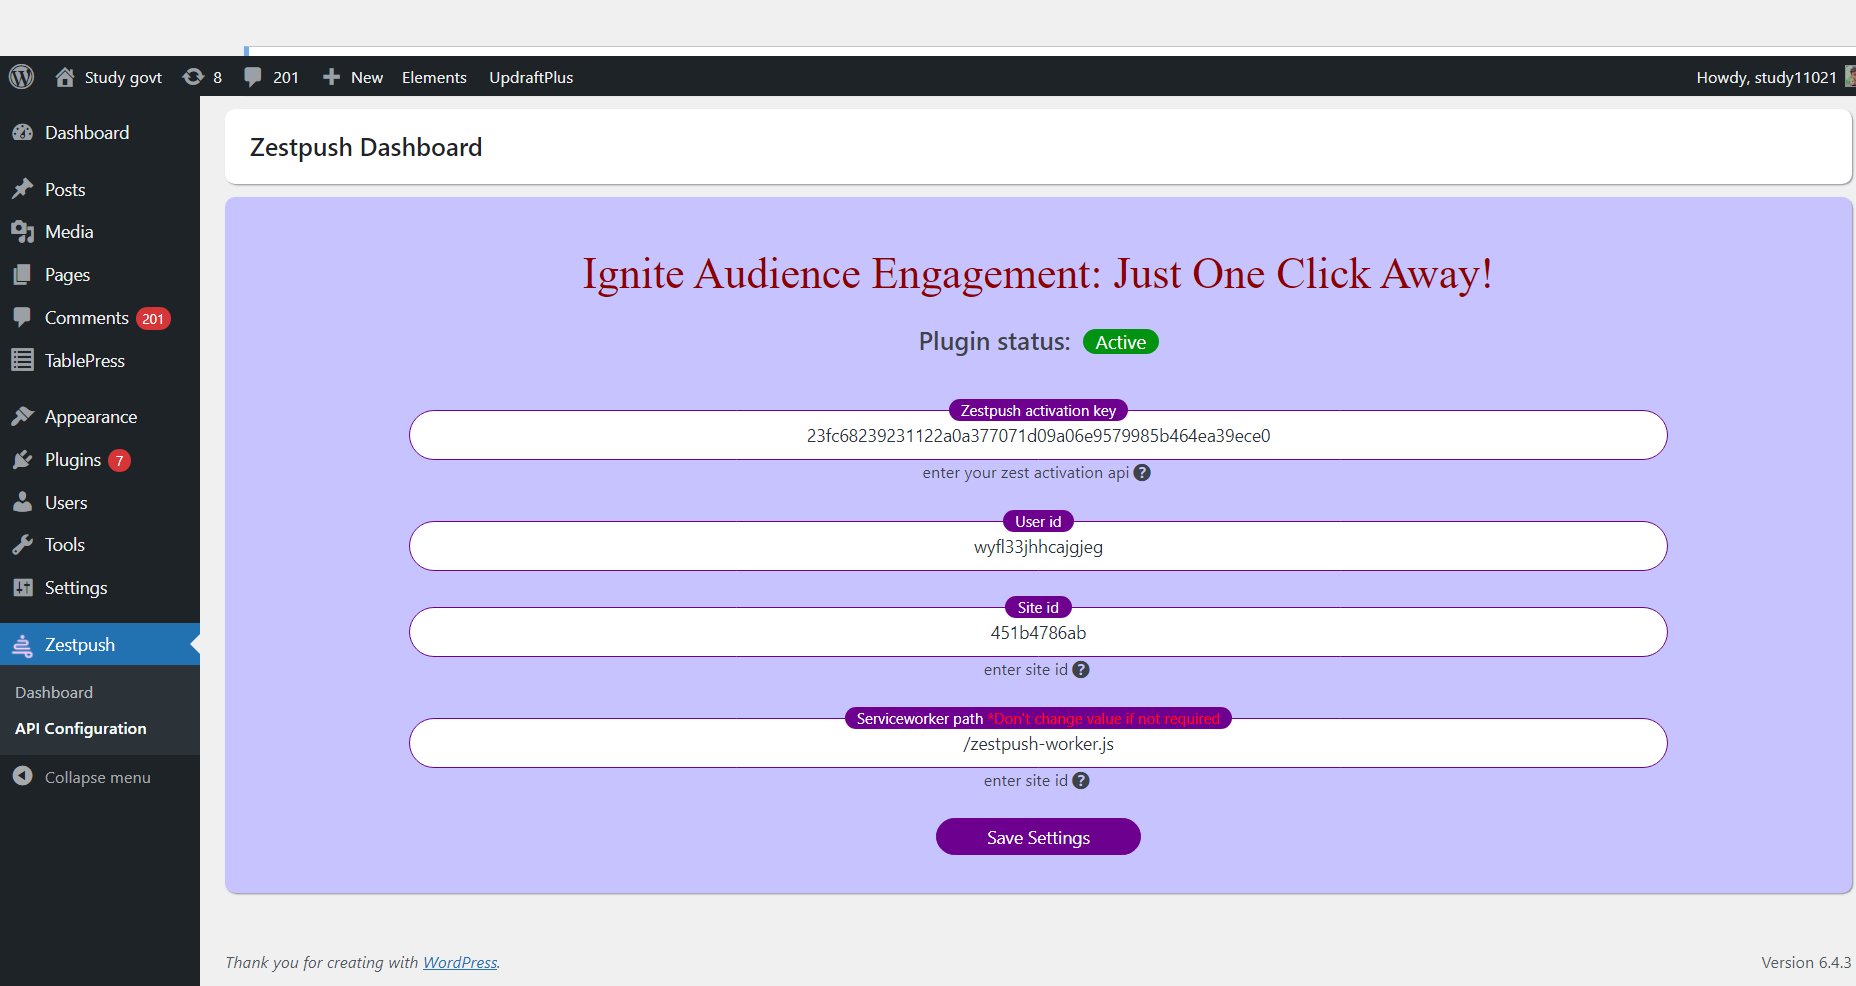 Study govt 8 201 New Elements UpdraftPlus Howdy, study11021
Dashboard
Posts
Media
Pages
Comments 201
TablePress
Appearance
Plugins 7
Users
Tools
Settings
Zestpush
Dashboard
API Configuration
Collapse menu
Zestpush Dashboard
Ignite Audience Engagement: Just One Click Away!
Plugin status: Active
Zestpush activation key
23fc68239231122a0a377071d09a06e9579985b464ea39ece0
enter your zest activation api ?
User id
wyfl33jhhcajgjeg
Site id
451b4786ab
enter site id ?
Serviceworker path *Don't change value if not required
/zestpush-worker.js
enter site id ?
Save Settings
Thank you for creating with WordPress.
Version 6.4.3